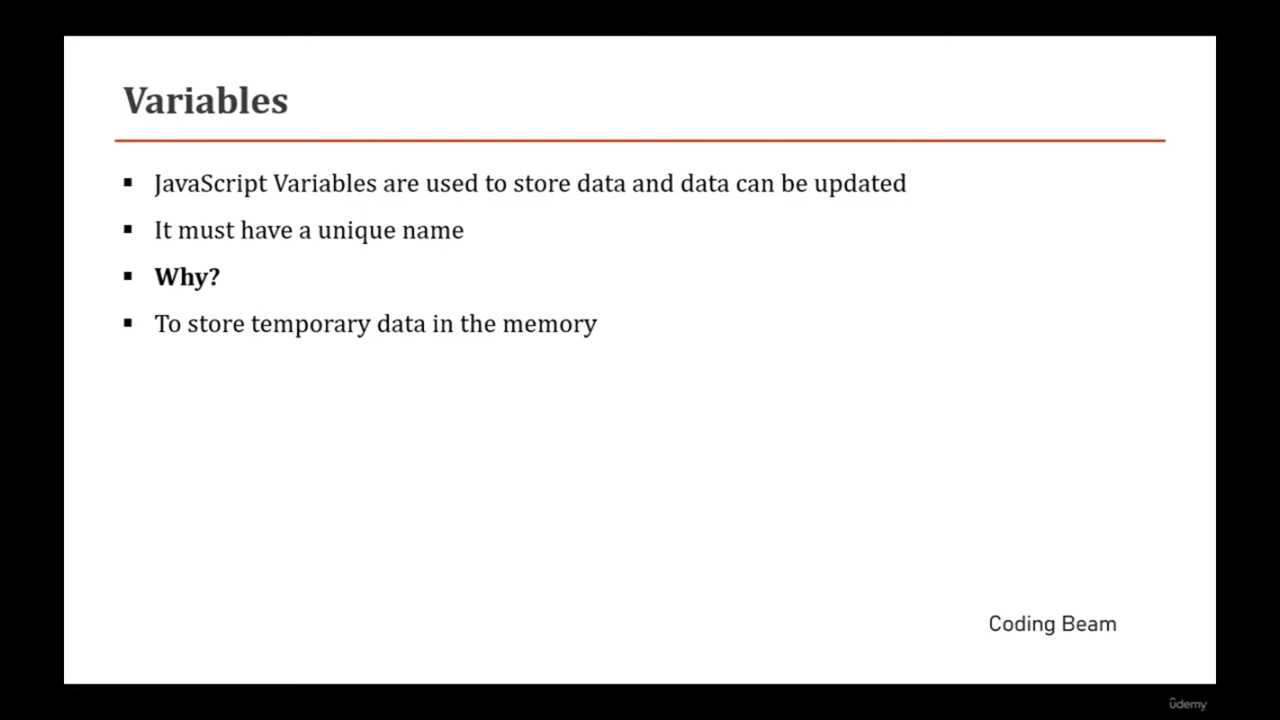 Variables
▪ JavaScript Variables are used to store data and data can be updated
▪ It must have a unique name
▪ Why?
▪ To store temporary data in the memory
Coding Beam
ûdemy